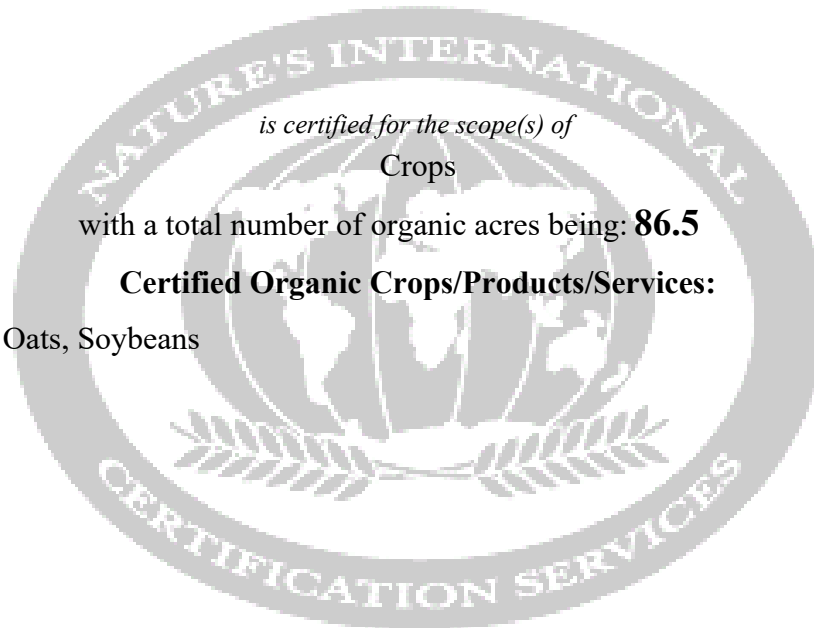 NATURE'S INTERNATIONAL
is certified for the scope(s) of
Crops
with a total number of organic acres being: 86.5
Certified Organic Crops/Products/Services:
Oats, Soybeans
CERTIFICATION SERVICES